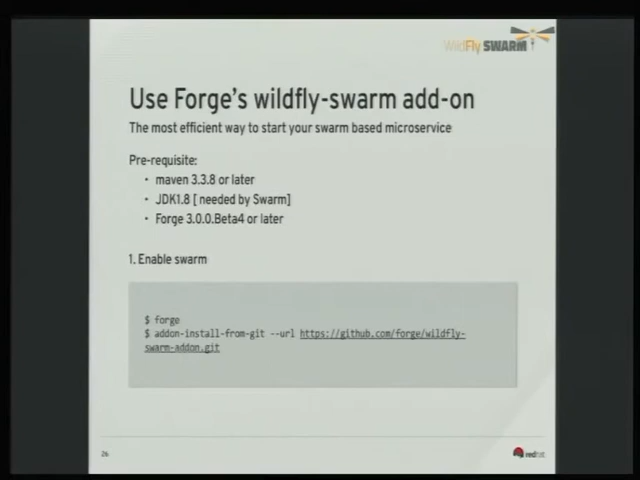 WildFly SWARM
Use Forge's wildfly-swarm add-on
The most efficient way to start your swarm based microservice
Pre-requisite:
• maven 3.3.8 or later
• JDK1.8 [ needed by Swarm]
• Forge 3.0.0.Beta4 or later
1. Enable swarm
$ forge
$ addon-install-from-git --url https://github.com/forge/wildfly-
swarm-addon.git
26
redhat